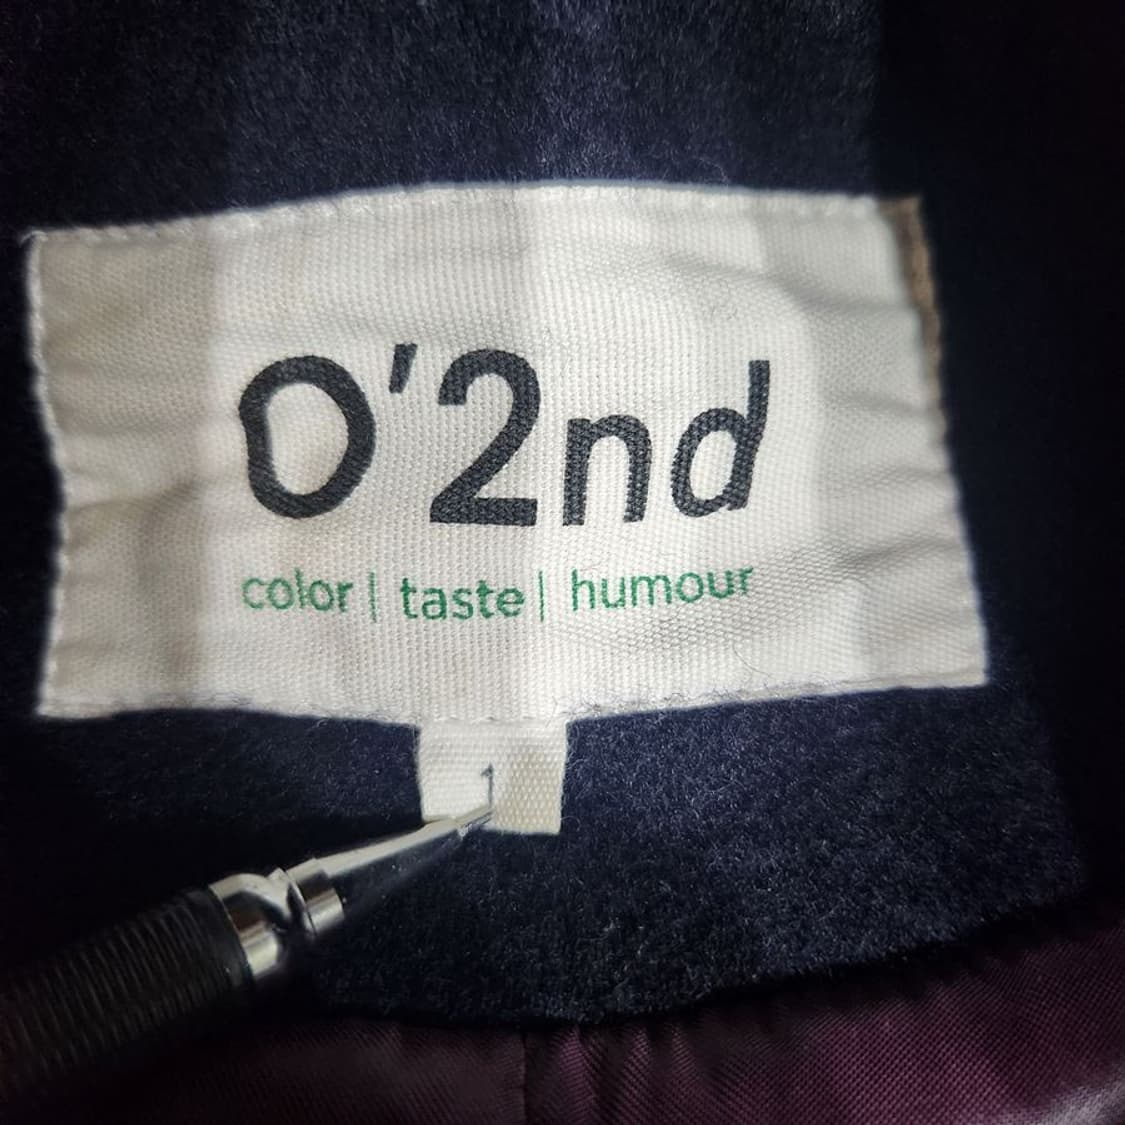 O'2nd
color | taste | humour
1